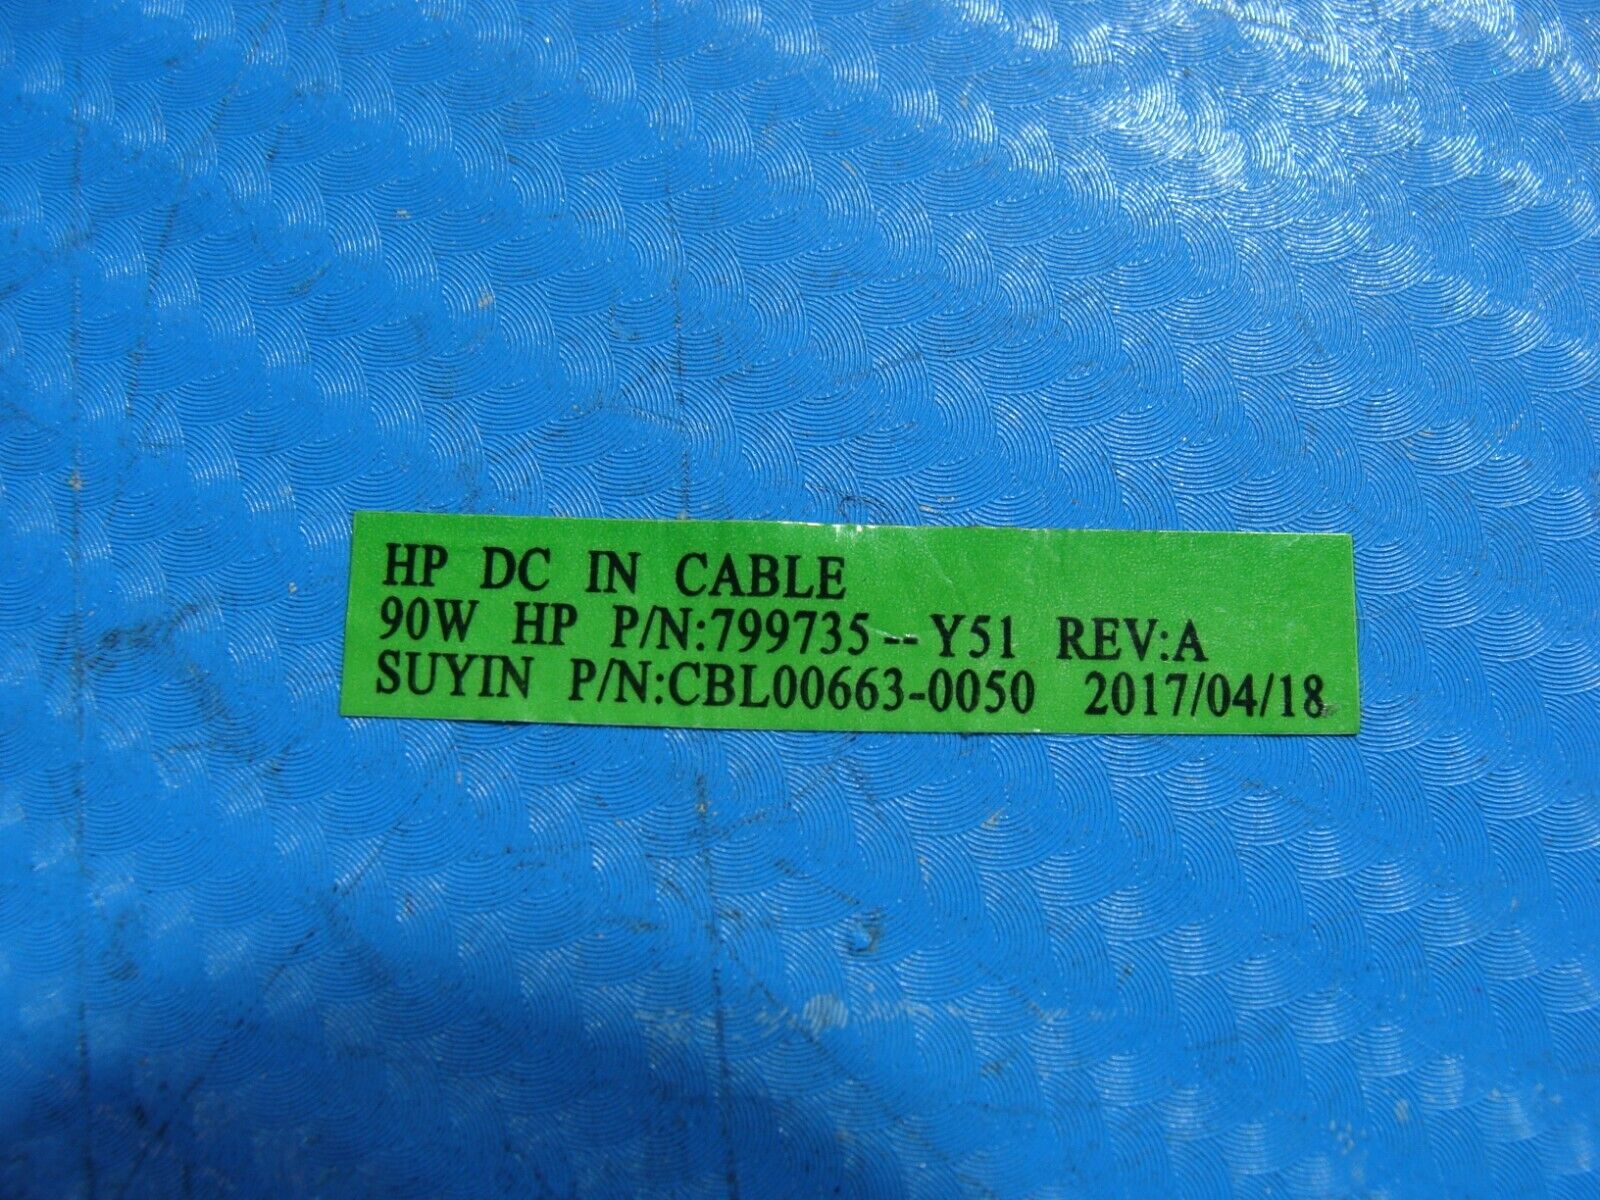 HP DC IN CABLE
90W HP P/N:799735--Y51 REV:A
SUYIN P/N:CBL00663-0050 2017/04/18